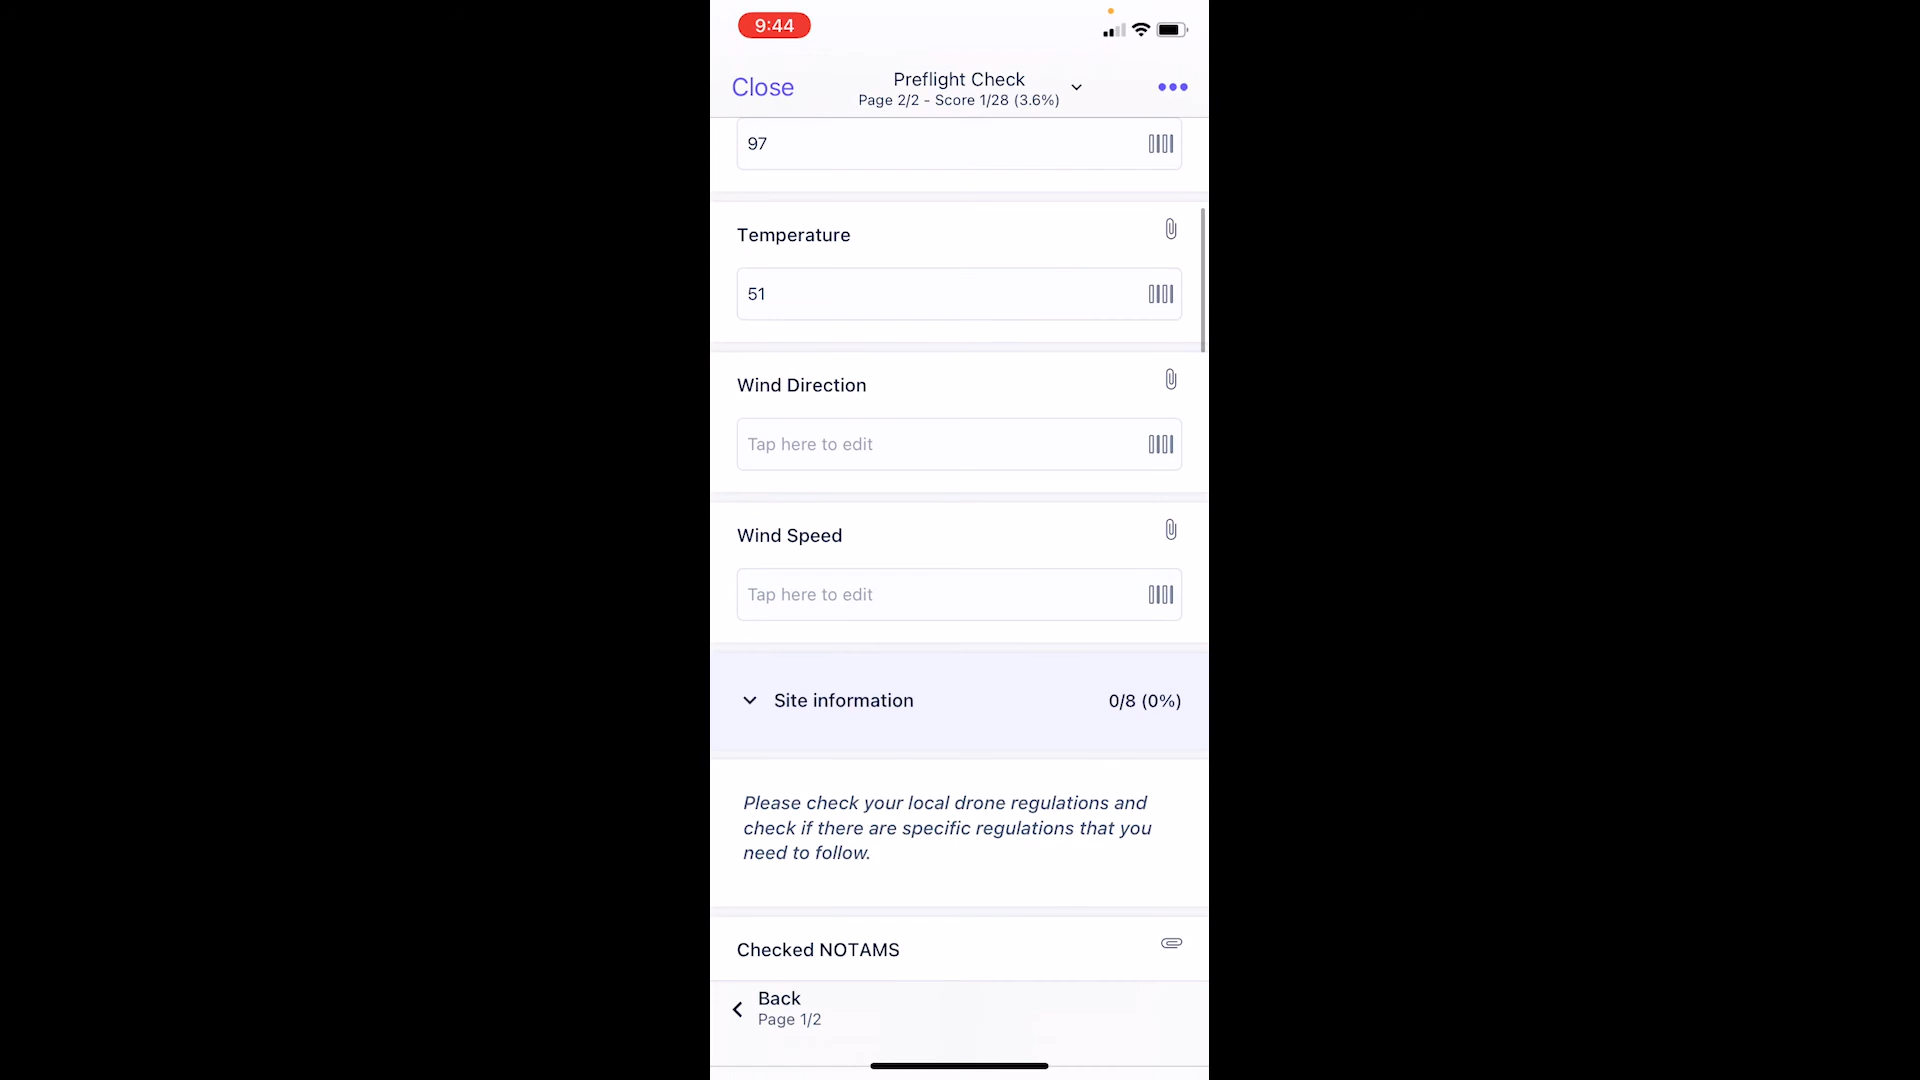 9:44
Close
Preflight Check
Page 2/2 - Score 1/28 (3.6%)
97
Temperature
51
Wind Direction
Tap here to edit
Wind Speed
Tap here to edit
Site information 0/8 (0%)
Please check your local drone regulations and
check if there are specific regulations that you
need to follow.
Checked NOTAMS
Back
Page 1/2